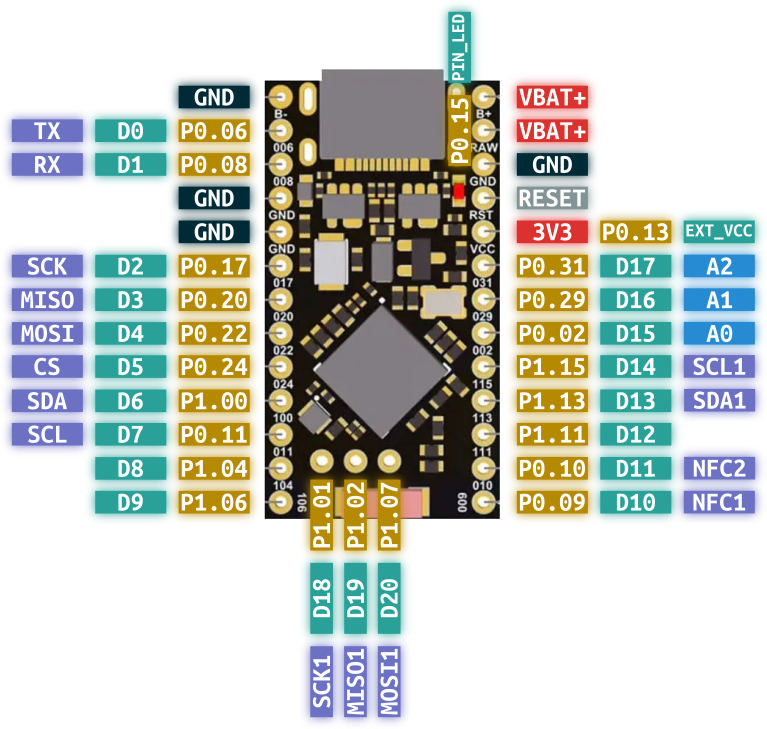 PIN_LED
P0.15
GND
VBAT+
B-
B+
TX D0 P0.06
VBAT+
006
RAW
RX D1 P0.08
GND
008
GND
GND
RESET
GND
RST
GND
3V3 P0.13 EXT_VCC
GND
VCC
SCK D2 P0.17
P0.31 D17 A2
017
031
MISO D3 P0.20
P0.29 D16 A1
020
029
MOSI D4 P0.22
P0.02 D15 A0
022
002
CS D5 P0.24
P1.15 D14 SCL1
024
115
SDA D6 P1.00
P1.13 D13 SDA1
100
113
SCL D7 P0.11
P1.11 D12
011
111
D8 P1.04
P0.10 D11 NFC2
104
010
D9 P1.06
P0.09 D10 NFC1
106
009
P1.01 P1.02 P1.07
D18 D19 D20
SCK1 MISO1 MOSI1